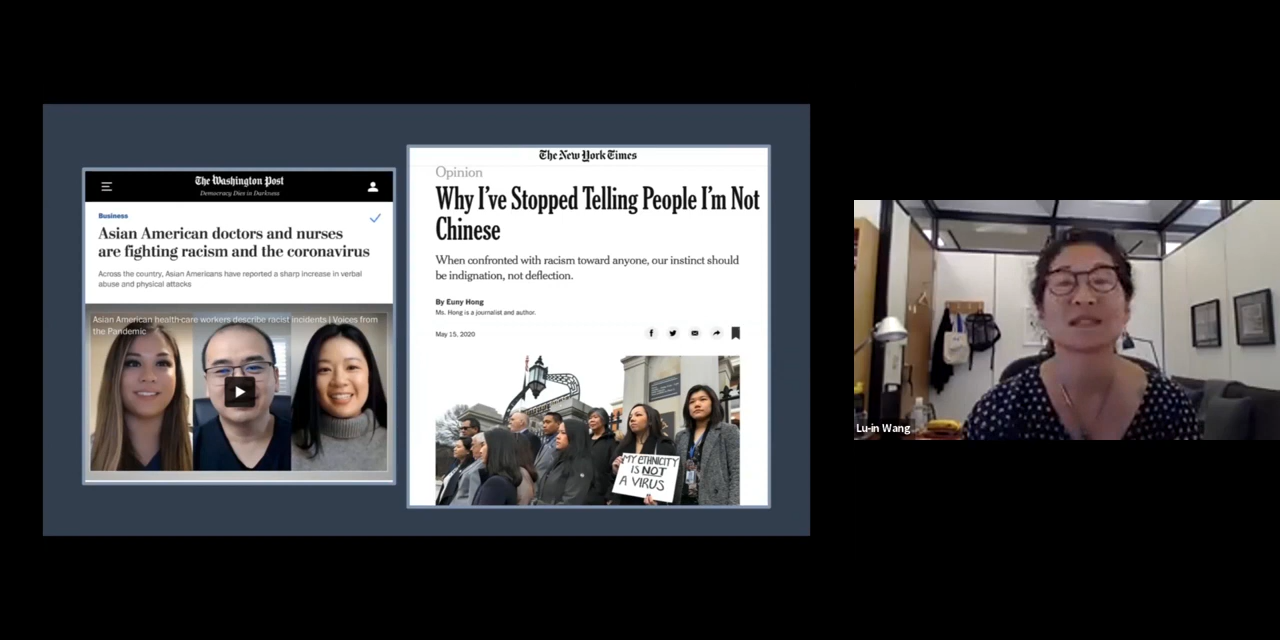 The Washington Post
Democracy Dies in Darkness
Business
Asian American doctors and nurses
are fighting racism and the coronavirus
Across the country, Asian Americans have reported a sharp increase in verbal
abuse and physical attacks
Asian American health-care workers describe racist incidents | Voices from
the Pandemic
The New York Times
Opinion
Why I've Stopped Telling People I'm Not
Chinese
When confronted with racism toward anyone, our instinct should
be indignation, not deflection.
By Euny Hong
Ms. Hong is a journalist and author.
May 15, 2020
MY ETHNICITY
IS NOT
A VIRUS
Lu-in Wang